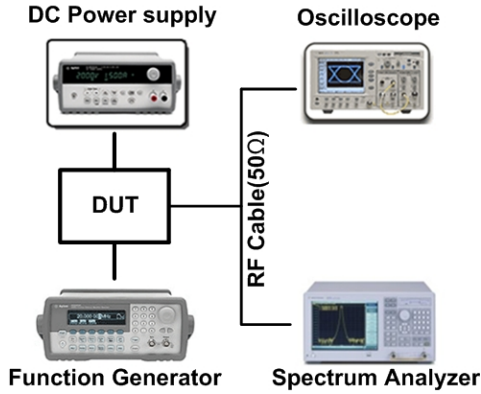 DC Power supply
Oscilloscope
DUT
RF Cable(50Ω)
Function Generator
Spectrum Analyzer